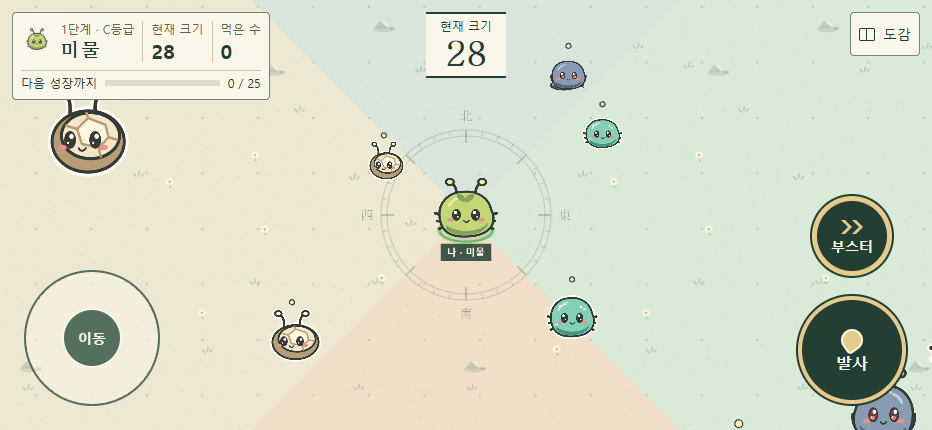 1단계 · C등급
미물
현재 크기
28
먹은 수
0
다음 성장까지
0 / 25
현재 크기
28
도감
北
西
東
南
나 · 미물
부스터
이동
발사